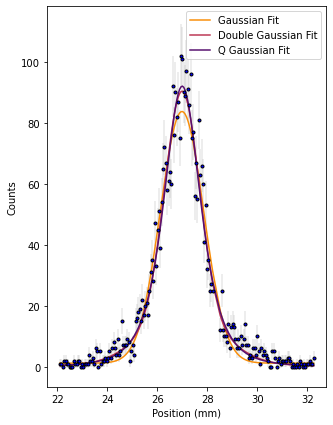 Gaussian Fit
Double Gaussian Fit
Q Gaussian Fit
100
80
60
40
20
0
Counts
22 24 26 28 30 32
Position (mm)